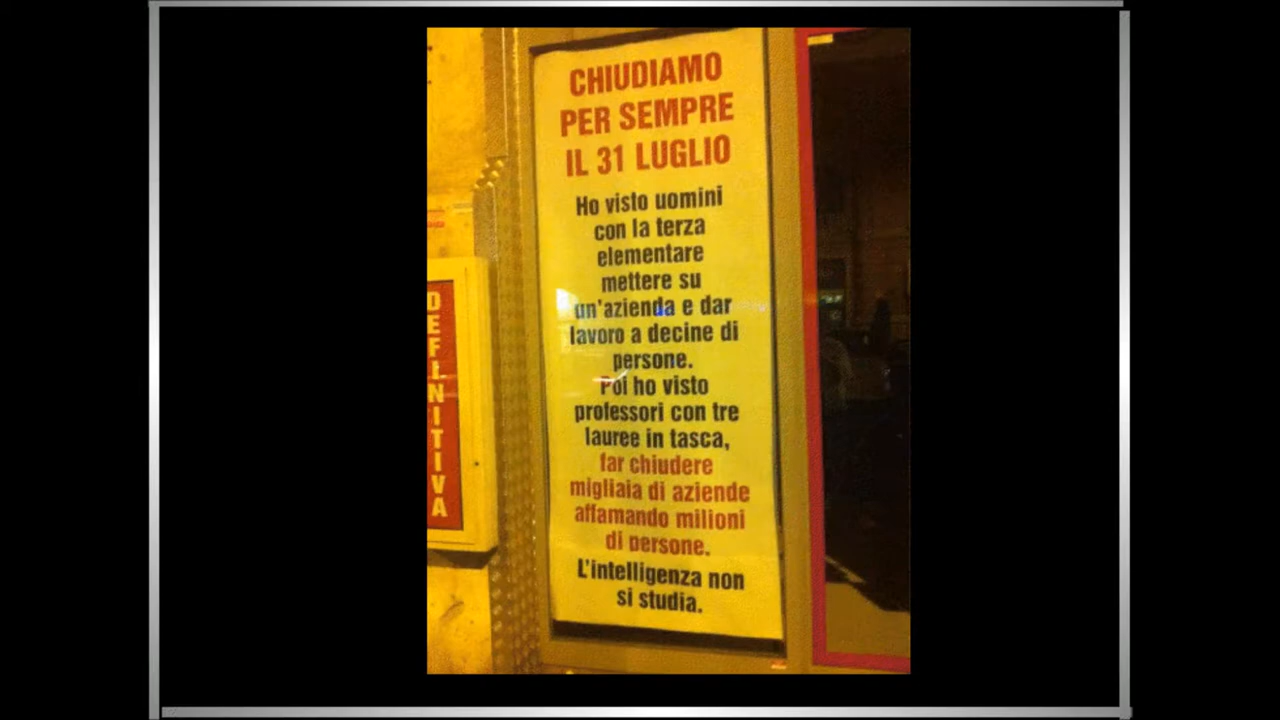 CHIUDIAMO
PER SEMPRE
IL 31 LUGLIO
Ho visto uomini
con la terza
elementare
mettere su
un'azienda e dar
lavoro a decine di
persone.
Poi ho visto
professori con tre
lauree in tasca,
far chiudere
migliaia di aziende
affamando milioni
di persone.
L'intelligenza non
si studia.
DEFINITIVA